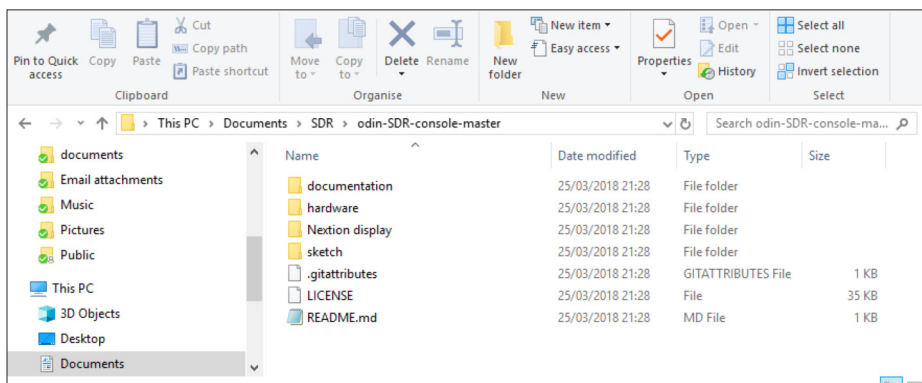 Pin to Quick access
Copy
Paste
Cut
Copy path
Paste shortcut
Clipboard
Move to
Copy to
Delete
Rename
Organise
New folder
New item
Easy access
New
Properties
Open
Edit
History
Open
Select all
Select none
Invert selection
Select
This PC > Documents > SDR > odin-SDR-console-master
Search odin-SDR-console-ma...
documents
Email attachments
Music
Pictures
Public
This PC
3D Objects
Desktop
Documents
Name Date modified Type Size
documentation 25/03/2018 21:28 File folder
hardware 25/03/2018 21:28 File folder
Nextion display 25/03/2018 21:28 File folder
sketch 25/03/2018 21:28 File folder
.gitattributes 25/03/2018 21:28 GITATTRIBUTES File 1 KB
LICENSE 25/03/2018 21:28 File 35 KB
README.md 25/03/2018 21:28 MD File 1 KB